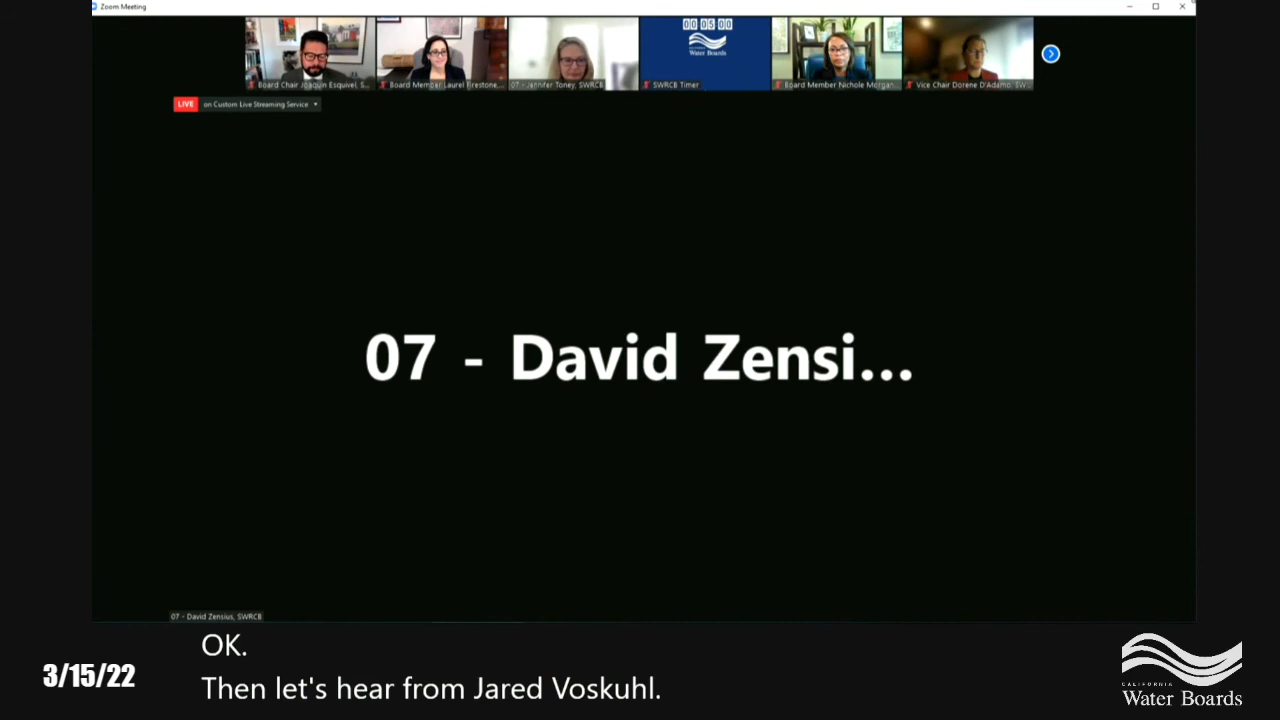 Zoom Meeting
00:05:00
Water Boards
Board Chair Joaquin Esquivel, S...
Board Member Laurel Firestone,...
07 - Jennifer Toney, SWRCB
SWRCB Timer
Board Member Nichole Morgan...
Vice Chair Dorene D'Adamo, SW...
LIVE
on Custom Live Streaming Service
07 - David Zensi...
07 - David Zensius, SWRCB
OK.
Then let's hear from Jared Voskuhl.
3/15/22
CALIFORNIA
Water Boards